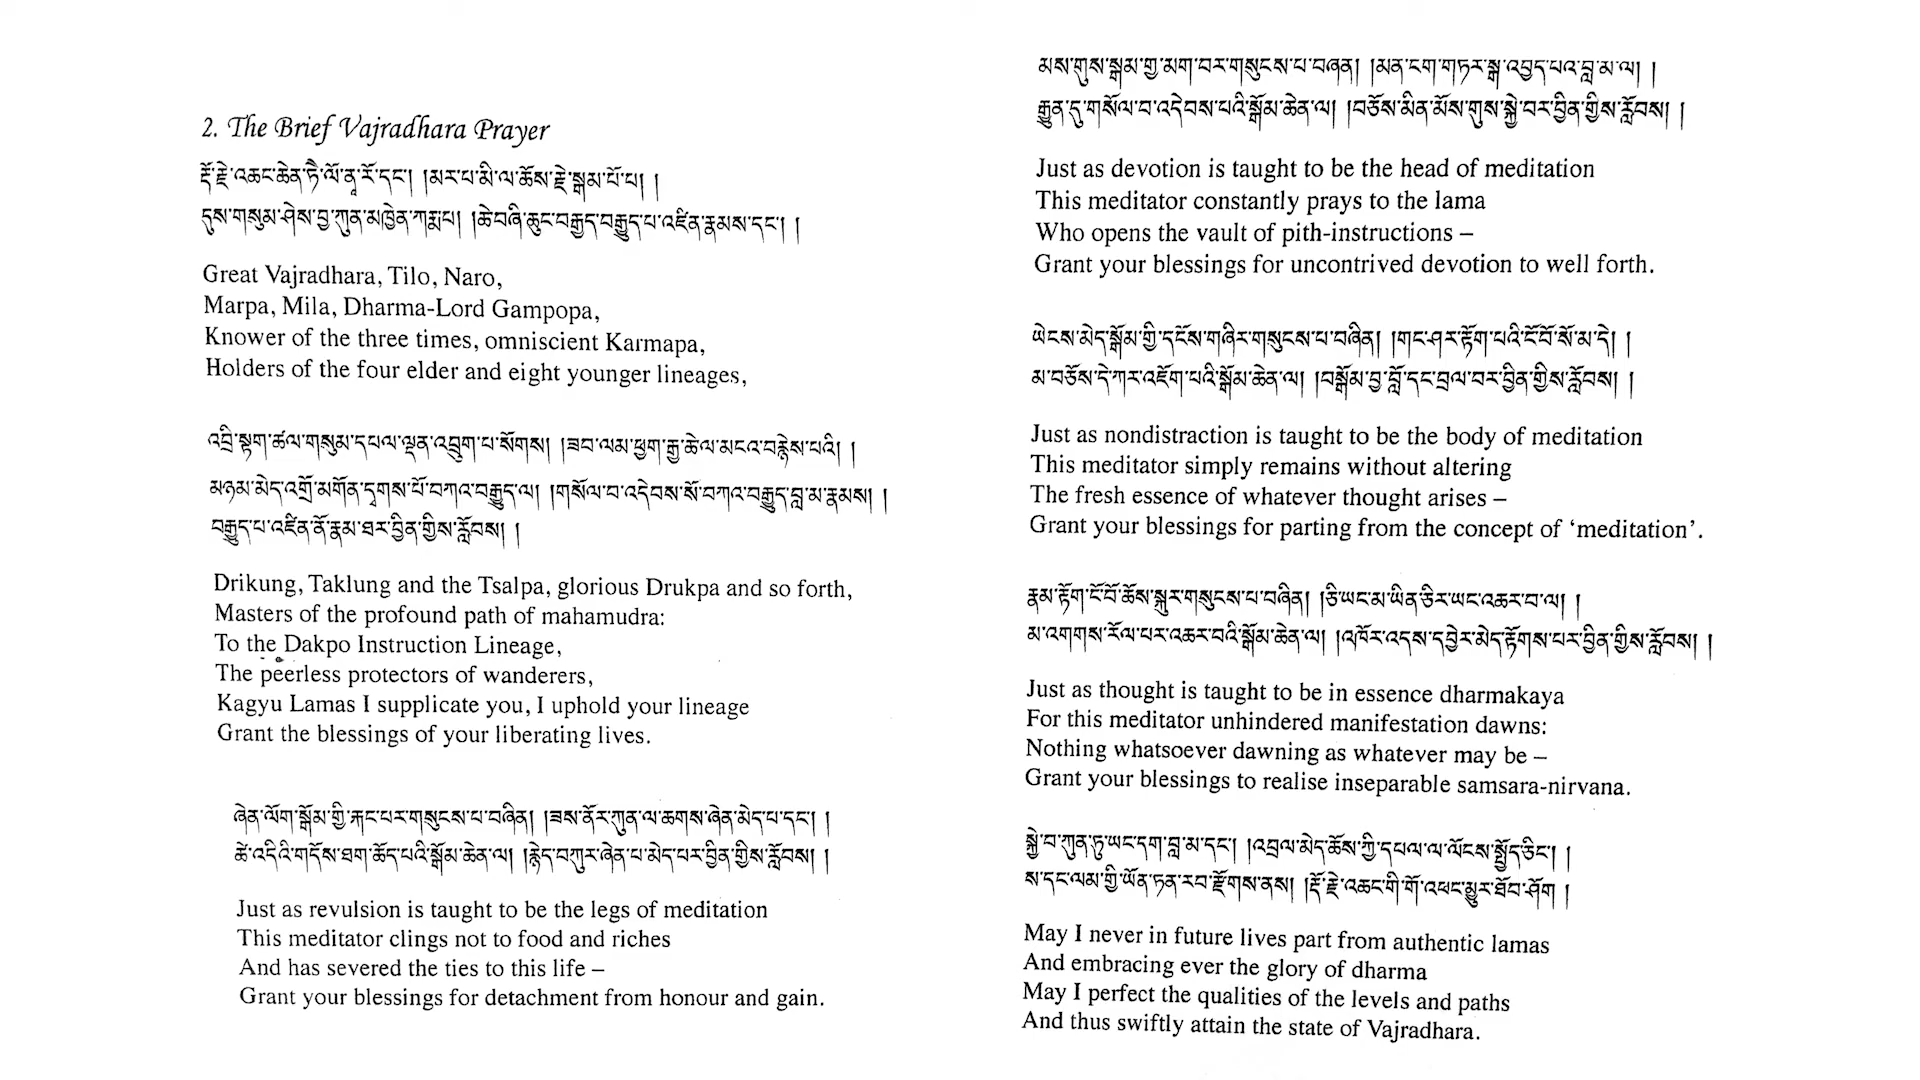 2. The Brief Vajradhara Prayer
རྡོ་རྗེ་འཆང་ཆེན་ཏཻ་ལོ་ནཱ་རོ་དང་། །མར་པ་མི་ལ་ཆོས་རྗེ་སྒམ་པོ་པ། །
དུས་གསུམ་ཤེས་བྱ་ཀུན་མཁྱེན་ཀརྨཔ། །ཆེ་བཞི་ཆུང་བརྒྱད་བརྒྱུད་པ་འཛིན་རྣམས་དང་། །
Great Vajradhara, Tilo, Naro,
Marpa, Mila, Dharma-Lord Gampopa,
Knower of the three times, omniscient Karmapa,
Holders of the four elder and eight younger lineages,
འབྲི་སྟག་ཚལ་གསུམ་དཔལ་ལྡན་འབྲུག་པ་སོགས། །ཟབ་ལམ་ཕྱག་རྒྱ་ཆེ་ལ་མངའ་བརྙེས་པའི། །
མཉམ་མེད་འགྲོ་མགོན་དྭགས་པོ་བཀའ་བརྒྱུད་ལ། །གསོལ་བ་འདེབས་སོ་བཀའ་བརྒྱུད་བླ་མ་རྣམས། །
བརྒྱུད་པ་འཛིན་ནོ་རྣམ་ཐར་བྱིན་གྱིས་རློབས། །
Drikung, Taklung and the Tsalpa, glorious Drukpa and so forth,
Masters of the profound path of mahamudra:
To the Dakpo Instruction Lineage,
The peerless protectors of wanderers,
Kagyu Lamas I supplicate you, I uphold your lineage
Grant the blessings of your liberating lives.
ཞེན་ལོག་སྒོམ་གྱི་རྐང་པར་གསུངས་པ་བཞིན། །ཟས་ནོར་ཀུན་ལ་ཆགས་ཞེན་མེད་པ་དང་། །
ཚེ་འདིའི་གདོས་ཐག་ཆོད་པའི་སྒོམ་ཆེན་ལ། །རྙེད་བཀུར་ཞེན་པ་མེད་པར་བྱིན་གྱིས་རློབས། །
Just as revulsion is taught to be the legs of meditation
This meditator clings not to food and riches
And has severed the ties to this life –
Grant your blessings for detachment from honour and gain.
མས་གུས་སྒམ་གྱ་མག་བར་གསུངས་པ་བཞན། །མན་ངག་གཏར་སྒ་འབྱད་པའ་བླ་མ་ལ། །
རྒྱུན་དུ་གསོལ་བ་འདེབས་པའི་སྒོམ་ཆེན་ལ། །བཅོས་མིན་མོས་གུས་སྐྱེ་བར་བྱིན་གྱིས་རློབས། །
Just as devotion is taught to be the head of meditation
This meditator constantly prays to the lama
Who opens the vault of pith-instructions –
Grant your blessings for uncontrived devotion to well forth.
ཡེངས་མེད་སྒོམ་གྱི་དངོས་གཞིར་གསུངས་པ་བཞིན། །གང་ཤར་རྟོག་པའི་ངོ་བོ་སོ་མ་དེ། །
མ་བཅོས་དེ་ཀར་འཇོག་པའི་སྒོམ་ཆེན་ལ། །བསྒོམ་བྱ་བློ་དང་བྲལ་བར་བྱིན་གྱིས་རློབས། །
Just as nondistraction is taught to be the body of meditation
This meditator simply remains without altering
The fresh essence of whatever thought arises –
Grant your blessings for parting from the concept of ‘meditation’.
རྣམ་རྟོག་ངོ་བོ་ཆོས་སྐུར་གསུངས་པ་བཞིན། །ཅི་ཡང་མ་ཡིན་ཅིར་ཡང་འཆར་བ་ལ། །
མ་འགགས་རོལ་པར་འཆར་བའི་སྒོམ་ཆེན་ལ། །འཁོར་འདས་དབྱེར་མེད་རྟོགས་པར་བྱིན་གྱིས་རློབས། །
Just as thought is taught to be in essence dharmakaya
For this meditator unhindered manifestation dawns:
Nothing whatsoever dawning as whatever may be –
Grant your blessings to realise inseparable samsara-nirvana.
སྐྱེ་བ་ཀུན་ཏུ་ཡང་དག་བླ་མ་དང་། །འབྲལ་མེད་ཆོས་ཀྱི་དཔལ་ལ་ལོངས་སྤྱོད་ཅིང་། །
ས་དང་ལམ་གྱི་ཡོན་ཏན་རབ་རྫོགས་ནས། །རྡོ་རྗེ་འཆང་གི་གོ་འཕང་མྱུར་ཐོབ་ཤོག །
May I never in future lives part from authentic lamas
And embracing ever the glory of dharma
May I perfect the qualities of the levels and paths
And thus swiftly attain the state of Vajradhara.